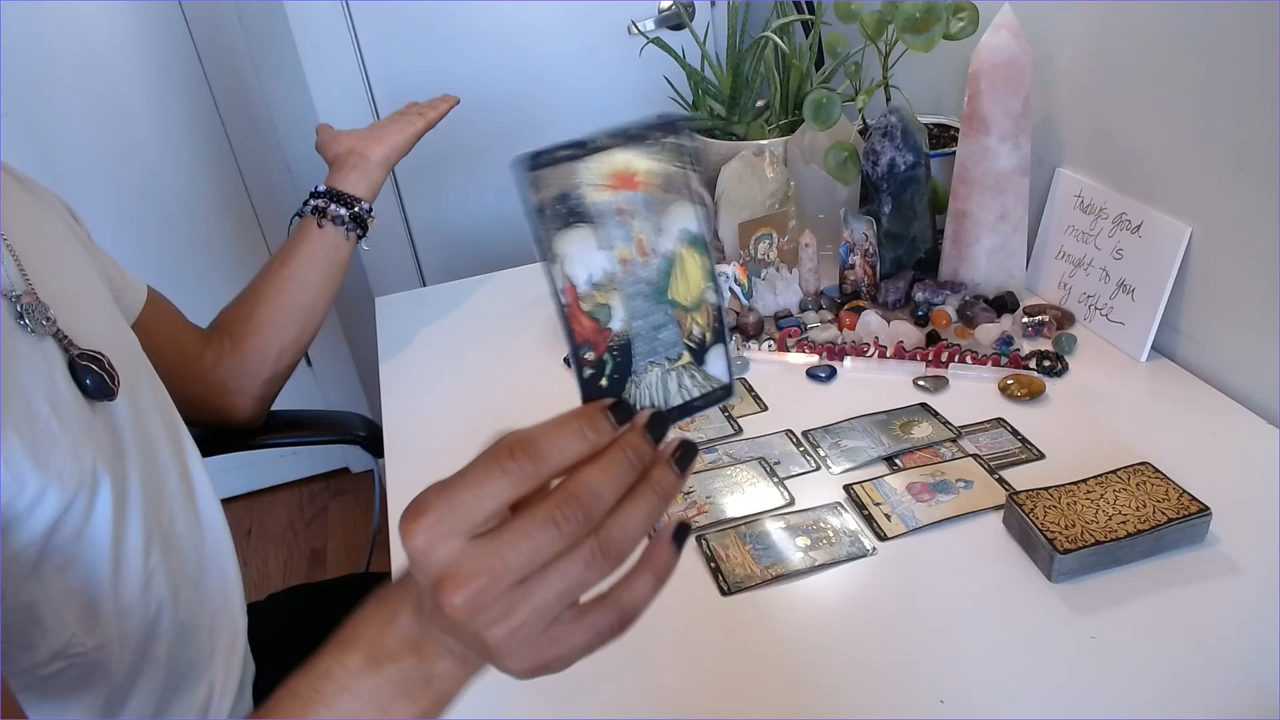 today's good
mood is
brought to you
by coffee
Conversations